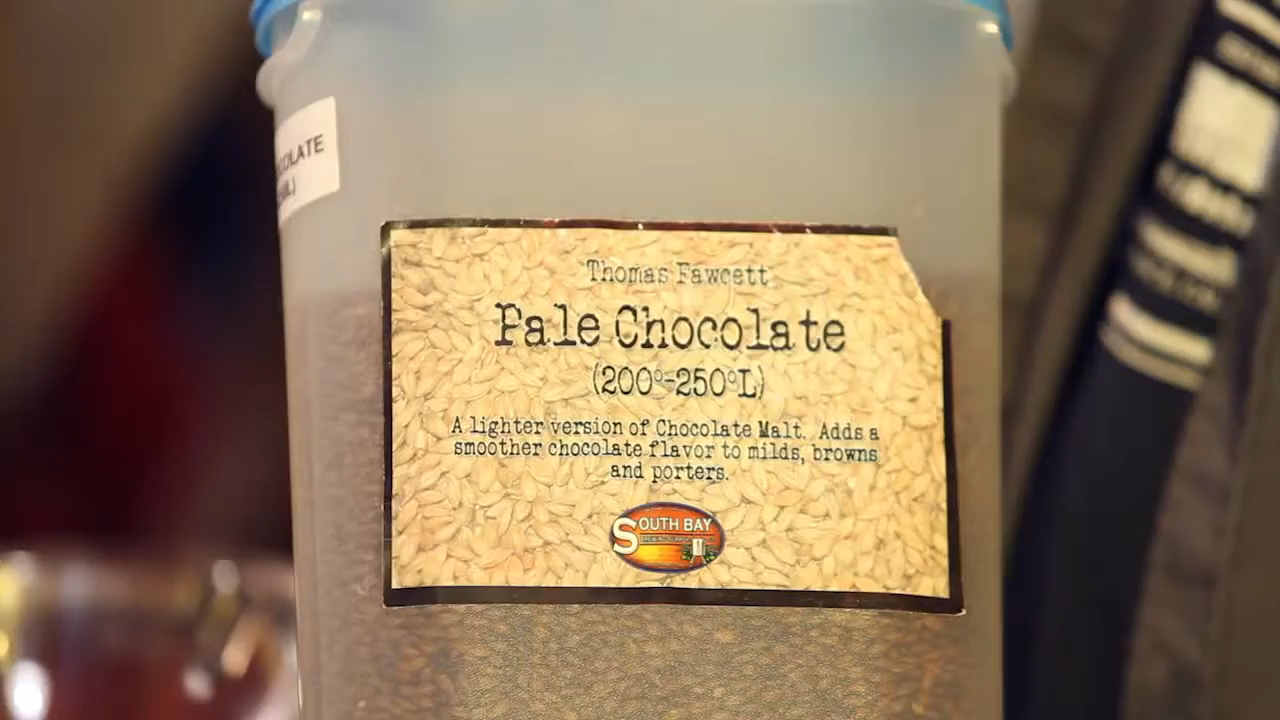 OLATE
Thomas Fawcett
Pale Chocolate
(200°-250°L)
A lighter version of Chocolate Malt. Adds a
smoother chocolate flavor to milds, browns
and porters.
SOUTH BAY